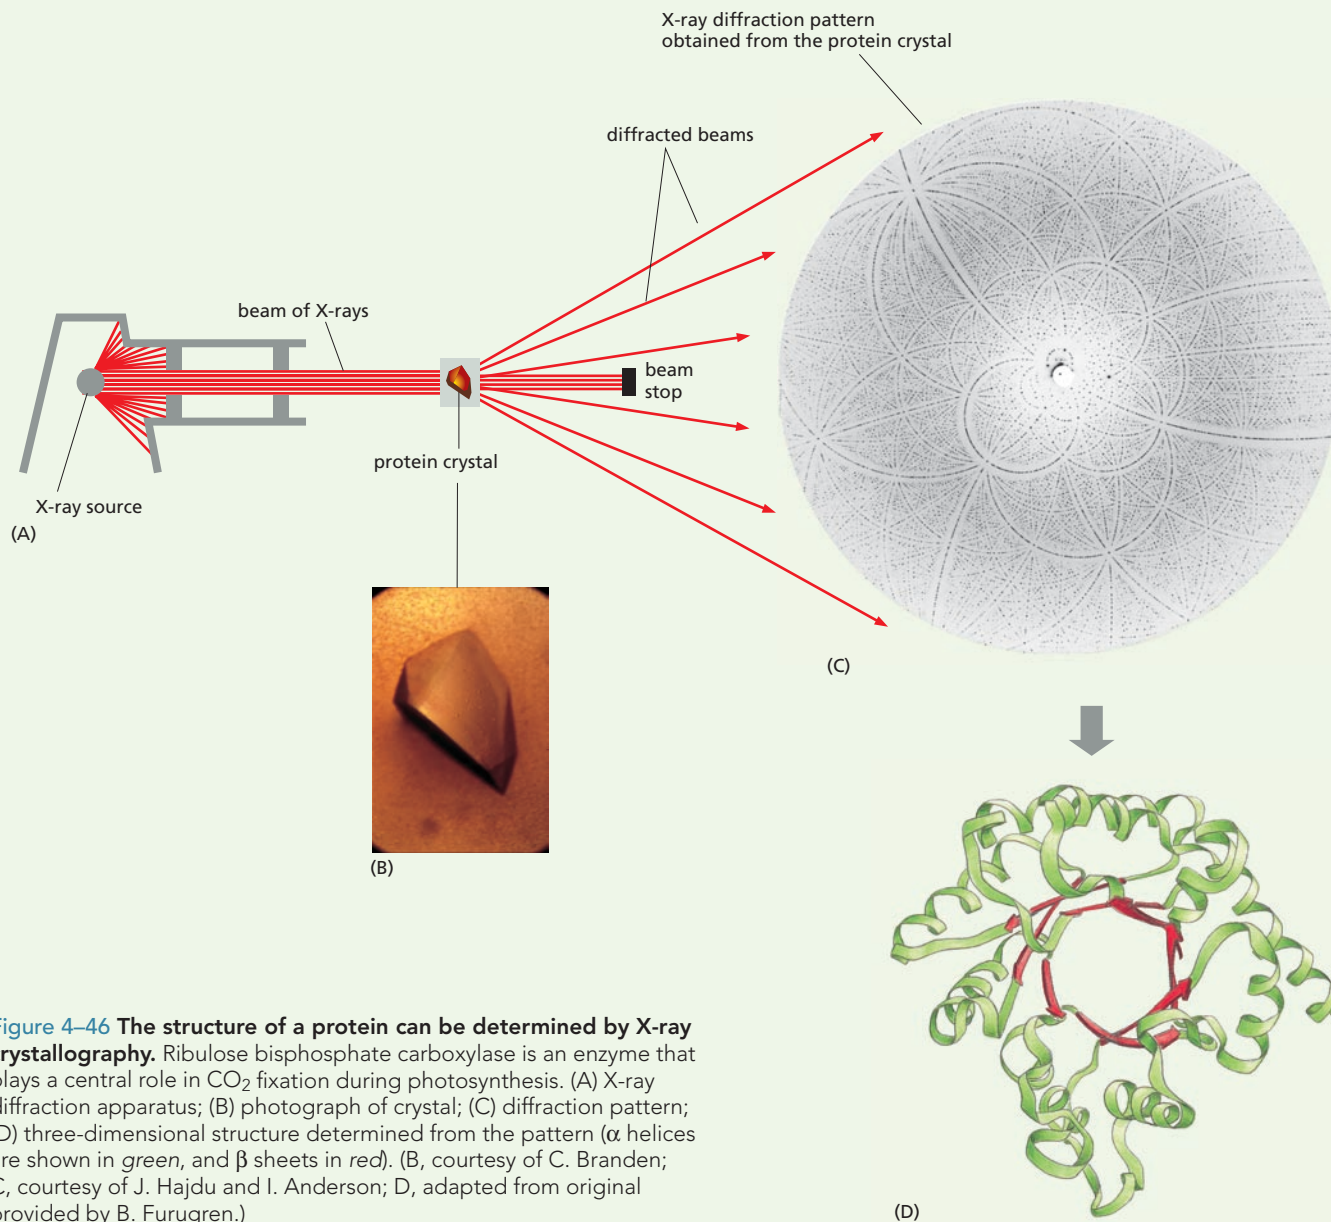 X-ray diffraction pattern
obtained from the protein crystal
diffracted beams
beam of X-rays
beam
stop
protein crystal
X-ray source
(A)
(C)
(B)
igure 4–46 The structure of a protein can be determined by X-ray
rystallography. Ribulose bisphosphate carboxylase is an enzyme that
plays a central role in CO2 fixation during photosynthesis. (A) X-ray
diffraction apparatus; (B) photograph of crystal; (C) diffraction pattern;
D) three-dimensional structure determined from the pattern (α helices
re shown in green, and β sheets in red). (B, courtesy of C. Branden;
C, courtesy of J. Hajdu and I. Anderson; D, adapted from original
provided by B. Furugren.)
(D)